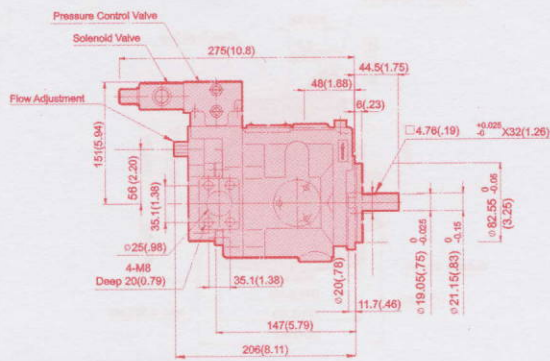 Pressure Control Valve
Solenoid Valve
275(10.8)
44.5(1.75)
48(1.88)
6(.23)
Flow Adjustment
□4.76(.19) +0.025 -0 X32(1.26)
151(5.94)
56 (2.20)
35.1(1.38)
⌀25(.98)
4-M8
Deep 20(0.79)
35.1(1.38)
⌀20(.78)
11.7(.46)
⌀19.05(.75) 0 -0.025
⌀21.15(.83) 0 -0.15
⌀82.55 0 -0.05
(3.25)
147(5.79)
206(8.11)